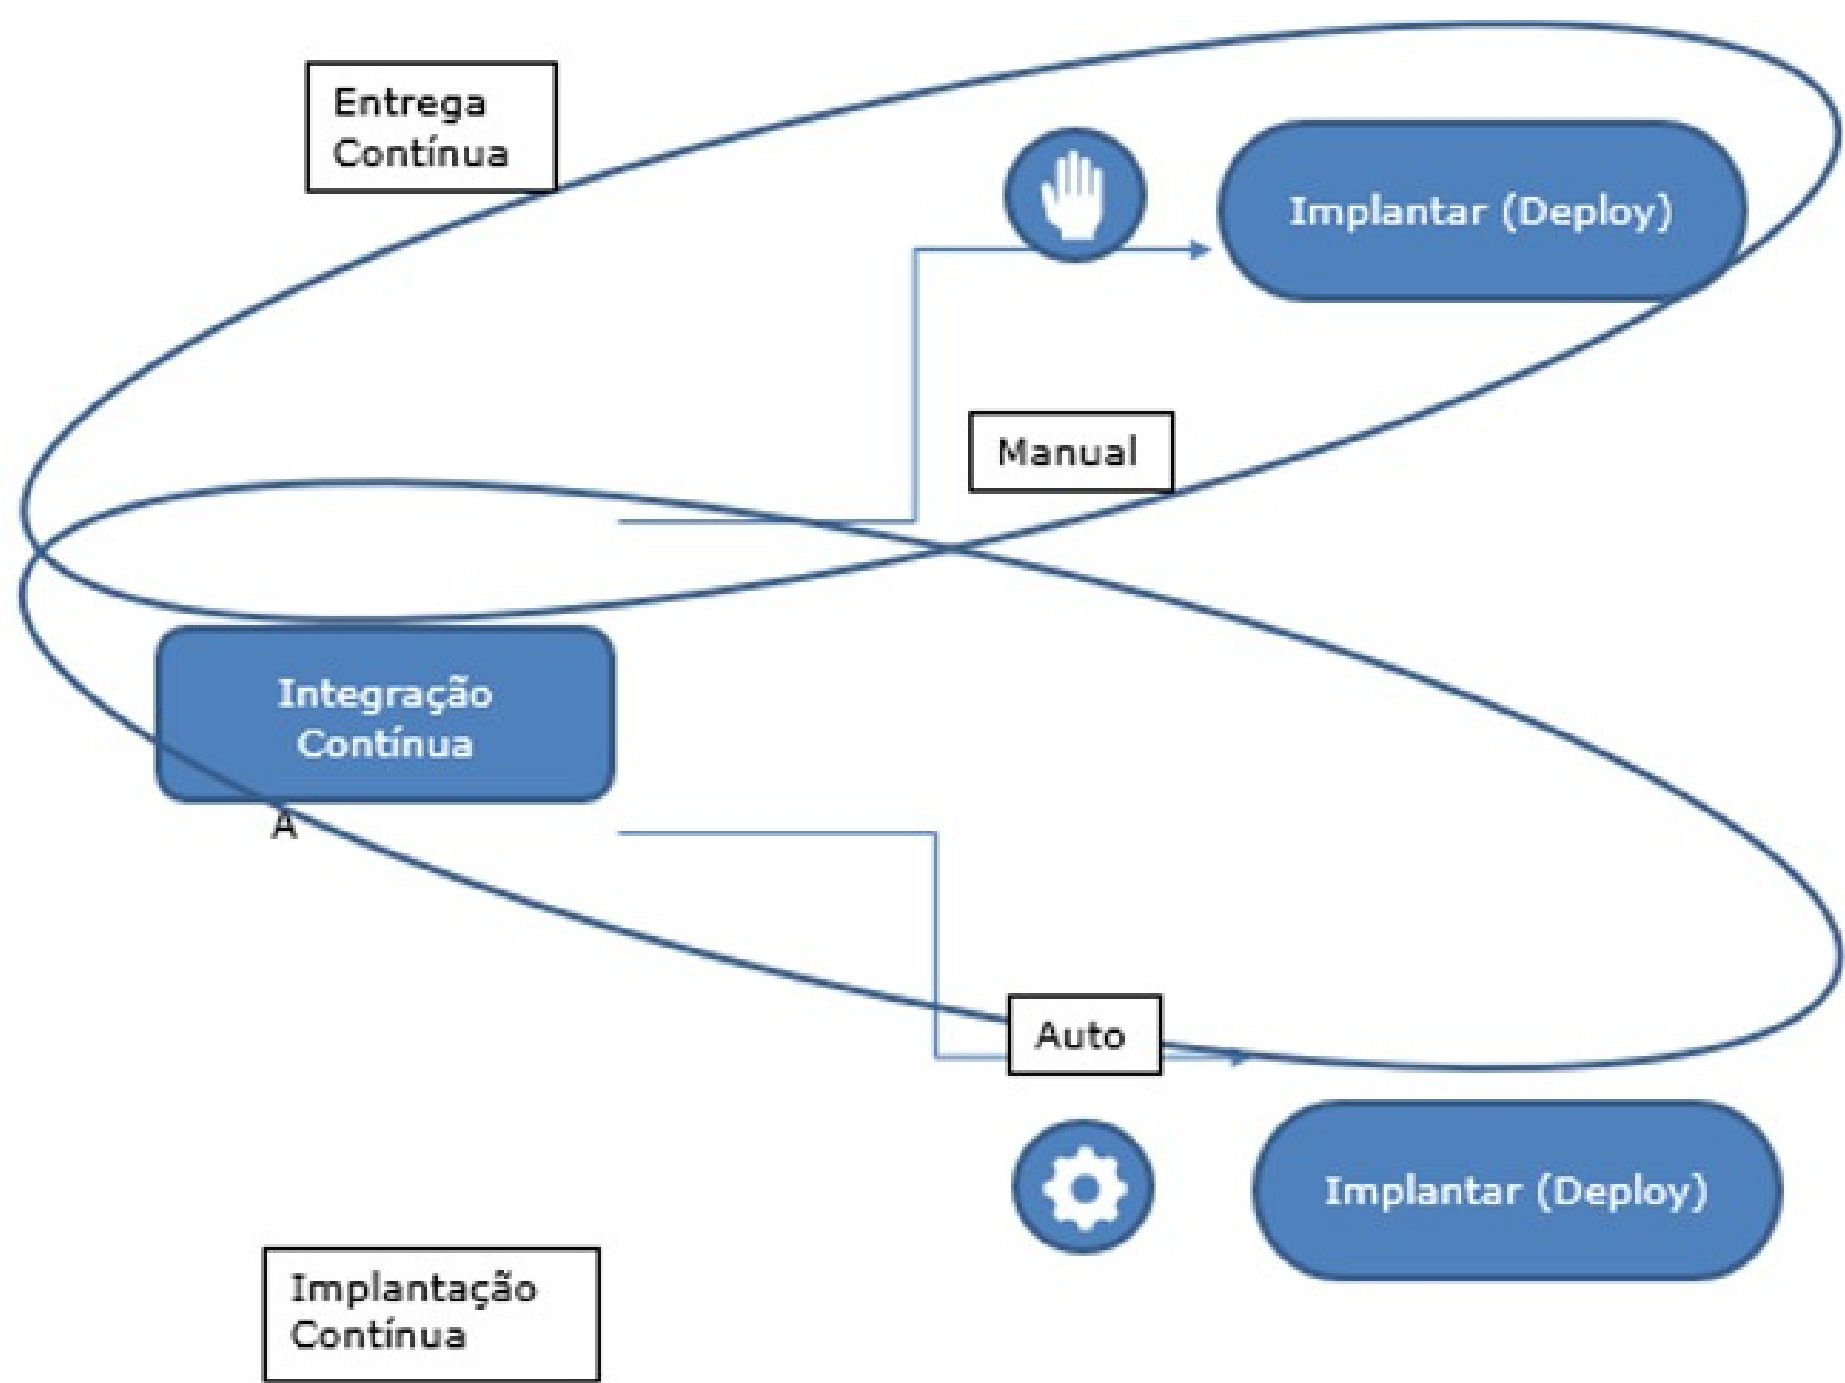 Entrega
Contínua
Implantar (Deploy)
Manual
Integração
Contínua
A
Auto
Implantar (Deploy)
Implantação
Contínua